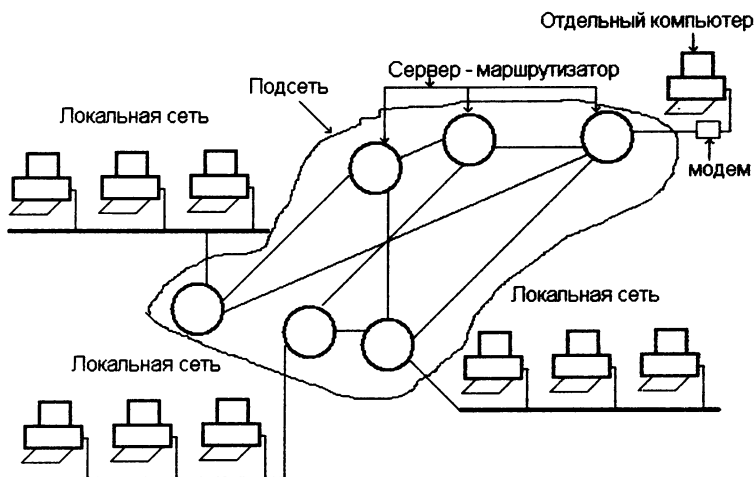 Отдельный компьютер
Сервер - маршрутизатор
Подсеть
Локальная сеть
модем
Локальная сеть
Локальная сеть